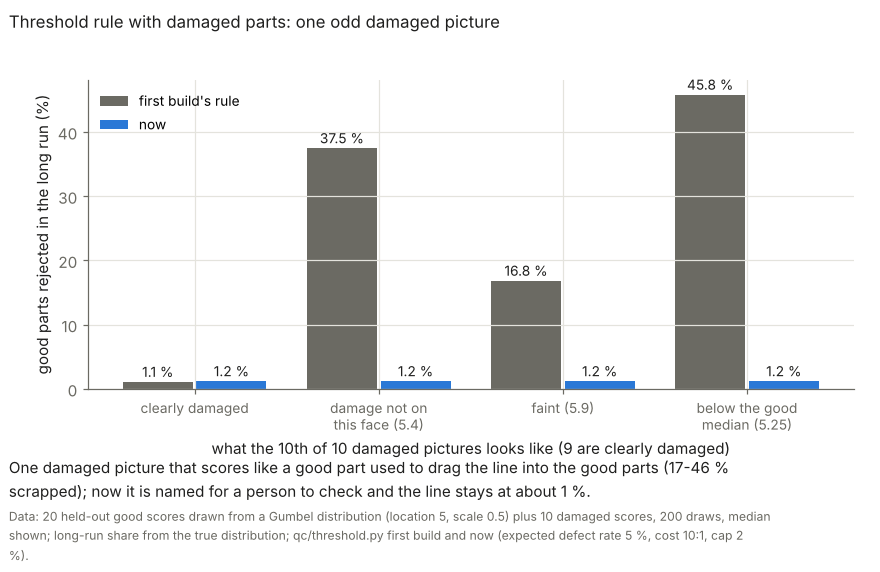 Threshold rule with damaged parts: one odd damaged picture
first build's rule
now
good parts rejected in the long run (%)
40
30
20
10
0
1.1 %
1.2 %
37.5 %
1.2 %
16.8 %
1.2 %
45.8 %
1.2 %
clearly damaged
damage not on
this face (5.4)
faint (5.9)
below the good
median (5.25)
what the 10th of 10 damaged pictures looks like (9 are clearly damaged)
One damaged picture that scores like a good part used to drag the line into the good parts (17-46 %
scrapped); now it is named for a person to check and the line stays at about 1 %.
Data: 20 held-out good scores drawn from a Gumbel distribution (location 5, scale 0.5) plus 10 damaged scores, 200 draws, median
shown; long-run share from the true distribution; qc/threshold.py first build and now (expected defect rate 5 %, cost 10:1, cap 2
%).